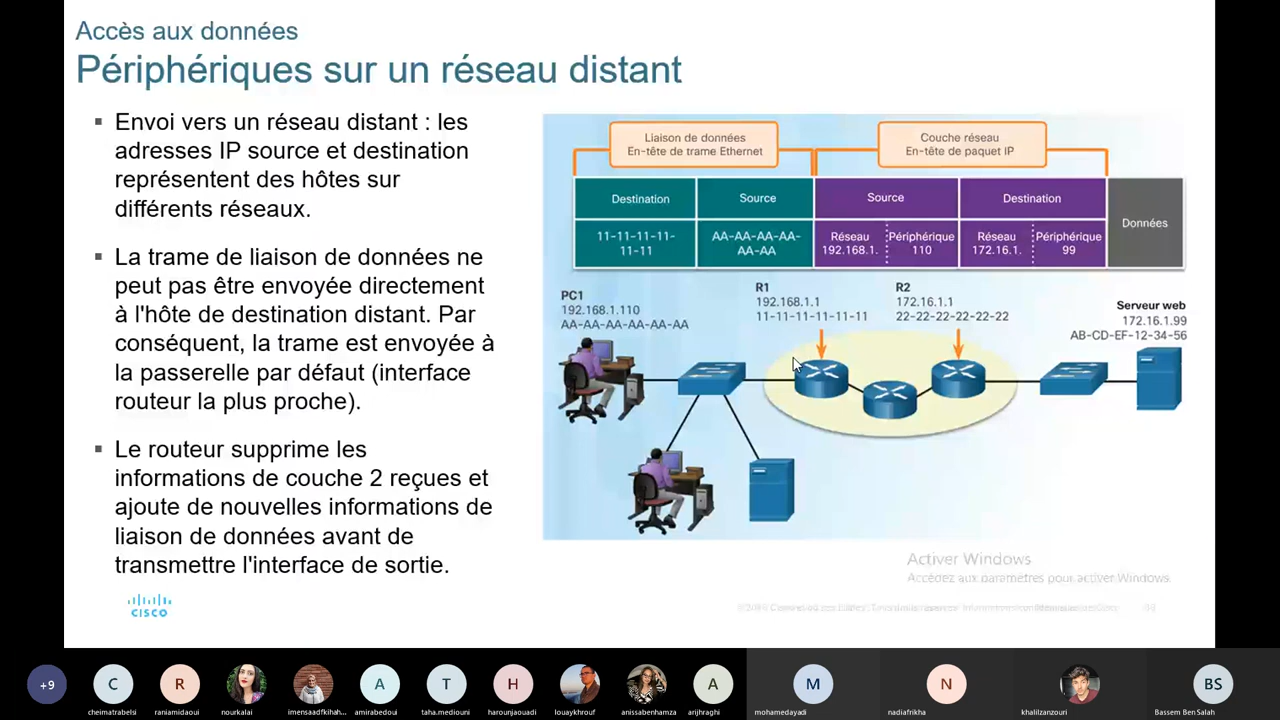 Accès aux données
Périphériques sur un réseau distant
▪ Envoi vers un réseau distant : les
adresses IP source et destination
représentent des hôtes sur
différents réseaux.
▪ La trame de liaison de données ne
peut pas être envoyée directement
à l'hôte de destination distant. Par
conséquent, la trame est envoyée à
la passerelle par défaut (interface
routeur la plus proche).
▪ Le routeur supprime les
informations de couche 2 reçues et
ajoute de nouvelles informations de
liaison de données avant de
transmettre l'interface de sortie.
CISCO
Liaison de données
En-tête de trame Ethernet
Couche réseau
En-tête de paquet IP
Destination
Source
Source
Destination
Données
11-11-11-11-
11-11
AA-AA-AA-AA-
AA-AA
Réseau
192.168.1.
Périphérique
110
Réseau
172.16.1.
Périphérique
99
PC1
192.168.1.110
AA-AA-AA-AA-AA-AA
R1
192.168.1.1
11-11-11-11-11-11
R2
172.16.1.1
22-22-22-22-22-22
Serveur web
172.16.1.99
AB-CD-EF-12-34-56
Activer Windows
Accédez aux paramètres pour activer Windows.
+9
C
R
A
T
H
A
M
N
BS
cheimatrabelsi
raniamidaoui
nourkalai
imensaadfkihah...
amirabedoui
taha.mediouni
harounjaouadi
louaykhrouf
anissabenhamza
arijhraghi
mohamedayadi
nadiafrikha
khalilzanzouri
Bassem Ben Salah